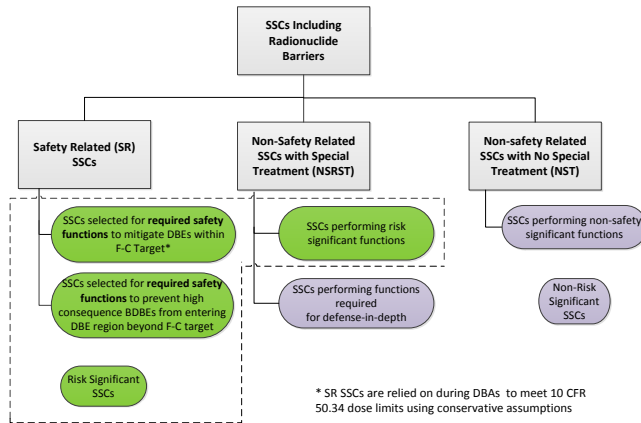 SSCs Including
Radionuclide
Barriers
Safety Related (SR)
SSCs
Non-Safety Related
SSCs with Special
Treatment (NSRST)
Non-safety Related
SSCs with No Special
Treatment (NST)
SSCs selected for required safety
functions to mitigate DBEs within
F-C Target*
SSCs performing risk
significant functions
SSCs performing non-safety
significant functions
SSCs selected for required safety
functions to prevent high
consequence BDBEs from entering
DBE region beyond F-C target
SSCs performing functions
required
for defense-in-depth
Non-Risk
Significant
SSCs
Risk Significant
SSCs
* SR SSCs are relied on during DBAs to meet 10 CFR
50.34 dose limits using conservative assumptions